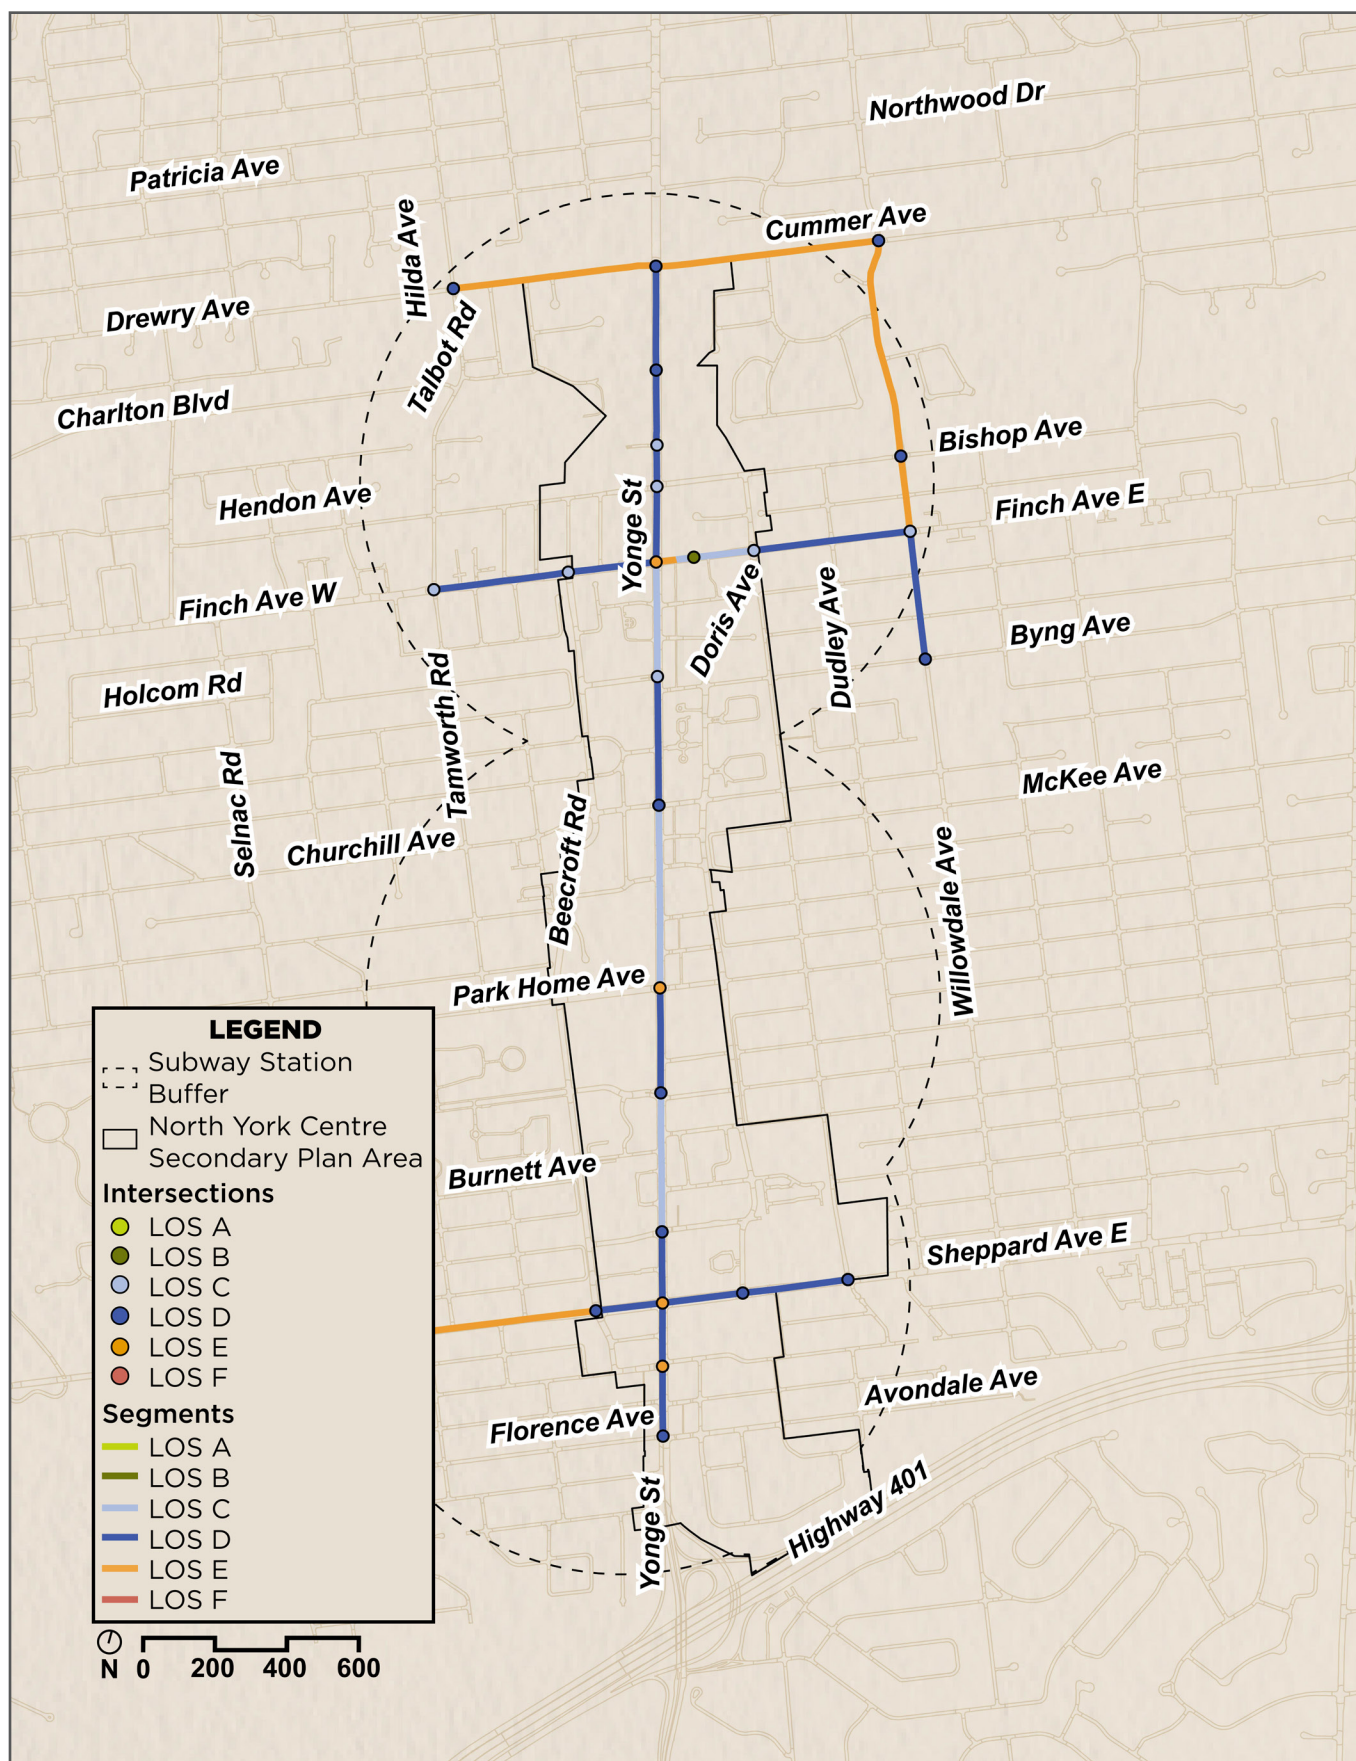 Northwood Dr
Patricia Ave
Hilda Ave
Cummer Ave
Drewry Ave
Talbot Rd
Charlton Blvd
Bishop Ave
Hendon Ave
Finch Ave E
Yonge St
Finch Ave W
Doris Ave
Dudley Ave
Byng Ave
Holcom Rd
Tamworth Rd
Selnac Rd
McKee Ave
Churchill Ave
Beecroft Rd
Willowdale Ave
Park Home Ave
Burnett Ave
Sheppard Ave E
Avondale Ave
Florence Ave
Yonge St
Highway 401
LEGEND
Subway Station
Buffer
North York Centre
Secondary Plan Area
Intersections
LOS A
LOS B
LOS C
LOS D
LOS E
LOS F
Segments
LOS A
LOS B
LOS C
LOS D
LOS E
LOS F
N 0 200 400 600